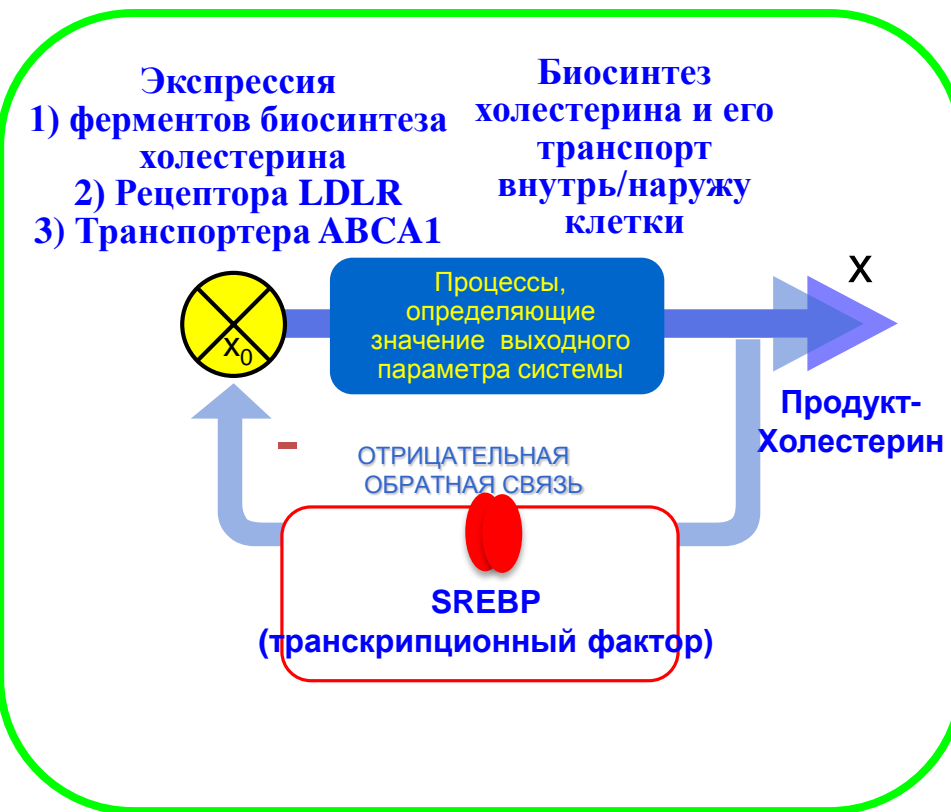 Экспрессия
1) ферментов биосинтеза
холестерина
2) Рецептора LDLR
3) Транспортера ABCA1
Биосинтез
холестерина и его
транспорт
внутрь/наружу
клетки
x₀
Процессы,
определяющие
значение выходного
параметра системы
X
Продукт-
Холестерин
-
ОТРИЦАТЕЛЬНАЯ
ОБРАТНАЯ СВЯЗЬ
SREBP
(транскрипционный фактор)